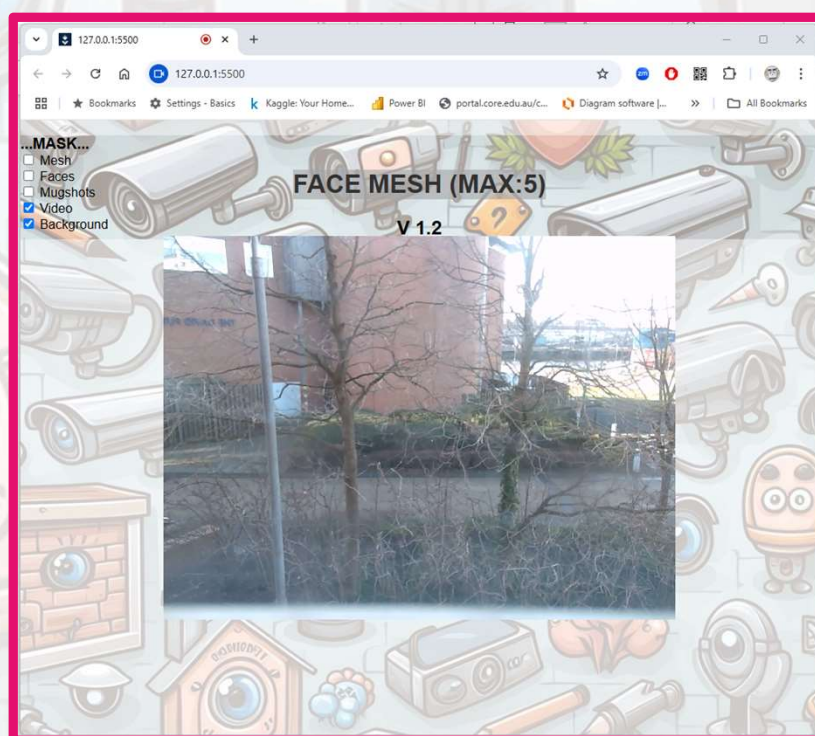 127.0.0.1:5500
127.0.0.1:5500
zm
Bookmarks
Settings - Basics
Kaggle: Your Home...
Power BI
portal.core.edu.au/c...
Diagram software |...
»
All Bookmarks
...MASK...
Mesh
Faces
Mugshots
Video
Background
FACE MESH (MAX:5)
V 1.2